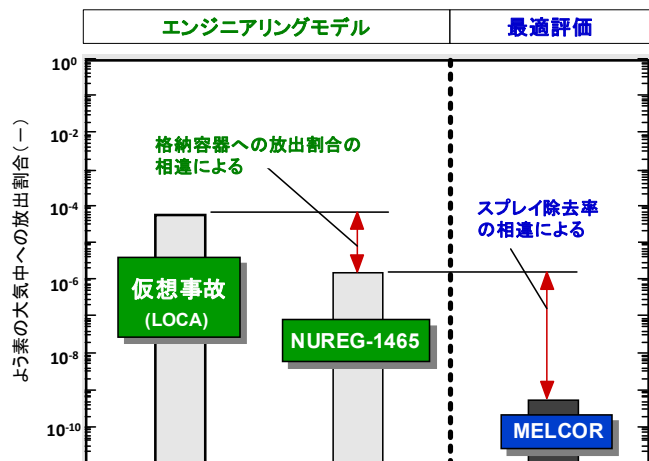 エンジニアリングモデル
最適評価
よう素の大気中への放出割合(-)
10⁰
10⁻²
10⁻⁴
10⁻⁶
10⁻⁸
10⁻¹⁰
格納容器への放出割合の
相違による
スプレイ除去率
の相違による
仮想事故
(LOCA)
NUREG-1465
MELCOR